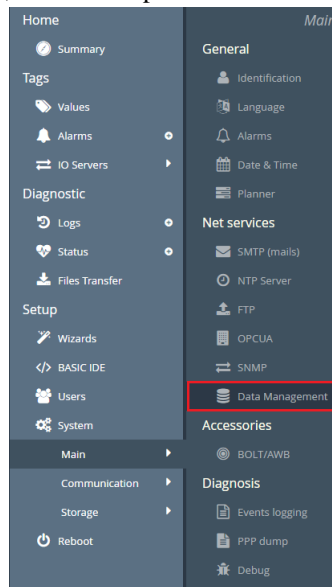 Home
Summary
Tags
Values
Alarms
IO Servers
Diagnostic
Logs
Status
Files Transfer
Setup
Wizards
BASIC IDE
Users
System
Main
Communication
Storage
Reboot
Main
General
Identification
Language
Alarms
Date & Time
Planner
Net services
SMTP (mails)
NTP Server
FTP
OPCUA
SNMP
Data Management
Accessories
BOLT/AWB
Diagnosis
Events logging
PPP dump
Debug